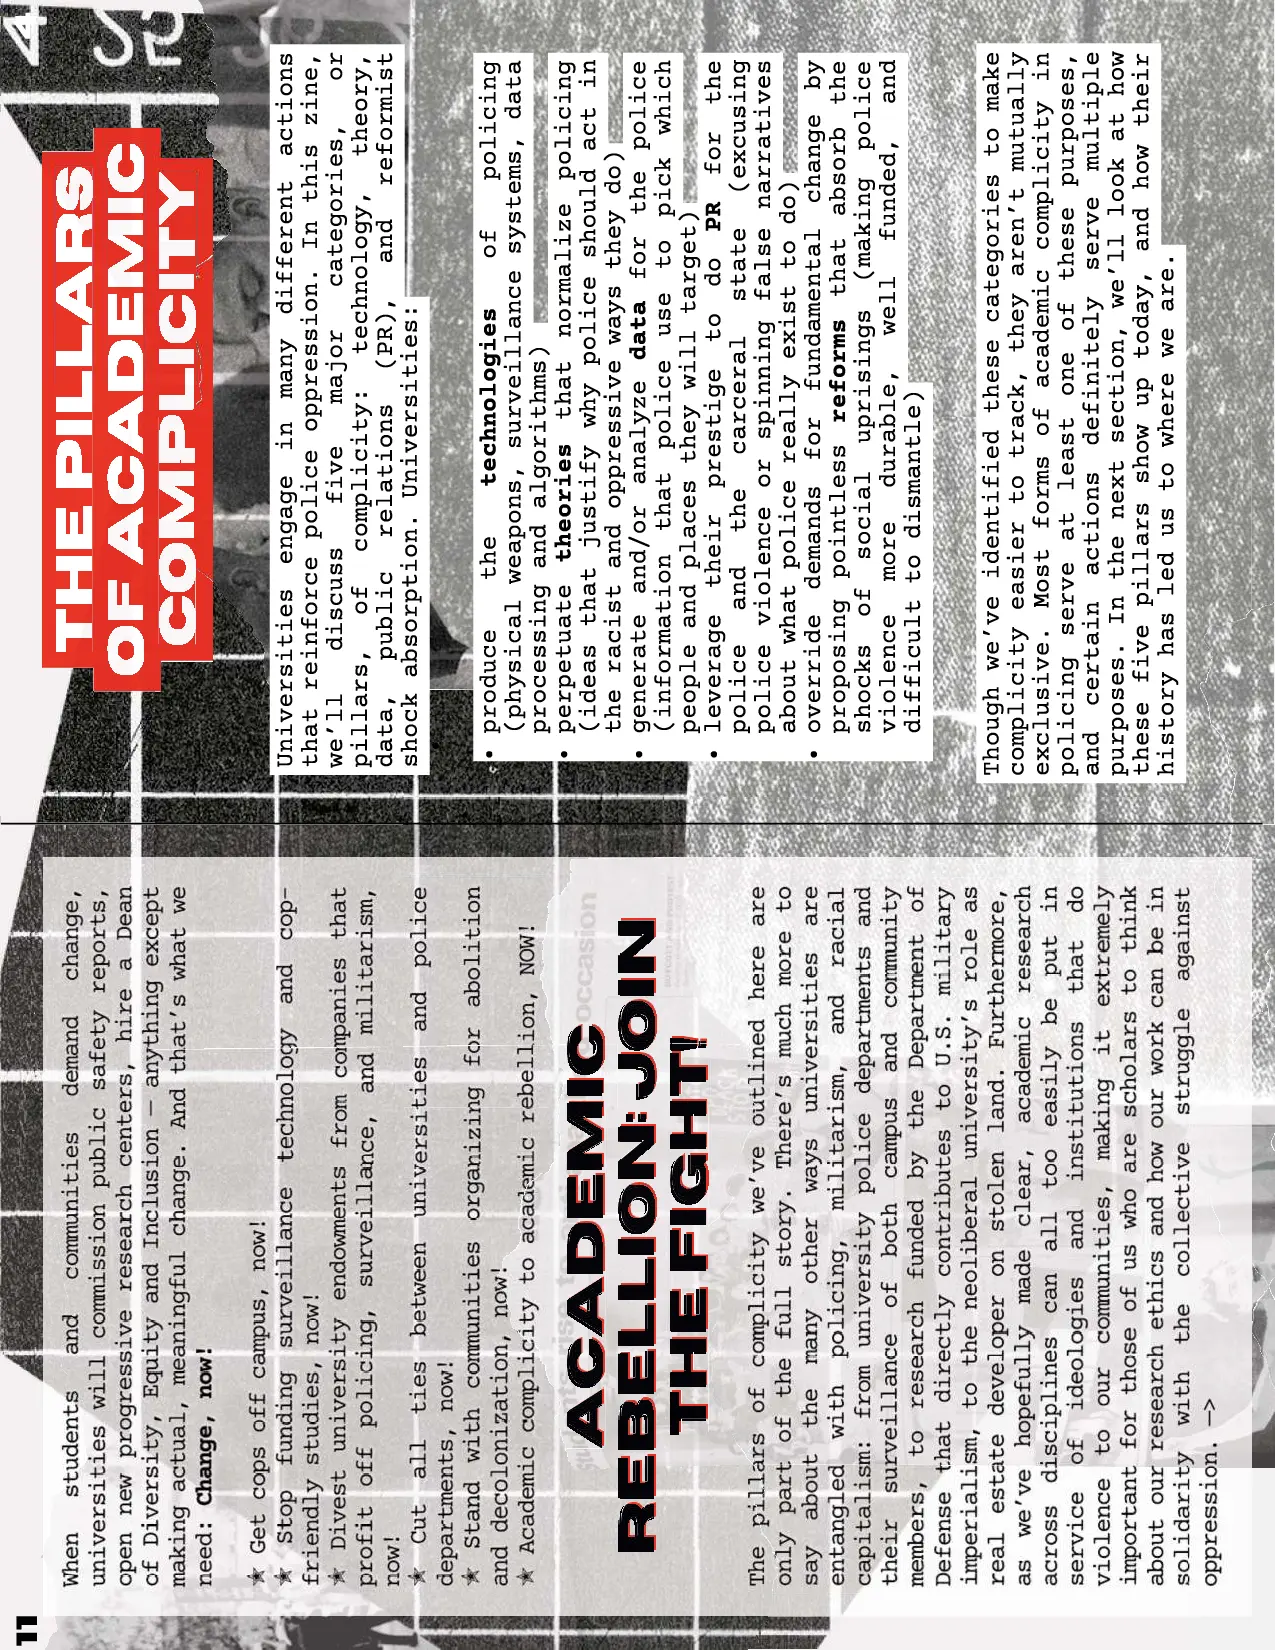 11
When students and communities demand change,
universities will commission public safety reports,
open new progressive research centers, hire a Dean
of Diversity, Equity and Inclusion — anything except
making actual, meaningful change. And that's what we
need: Change, now!
★ Get cops off campus, now!
★ Stop funding surveillance technology and cop-
friendly studies, now!
★ Divest university endowments from companies that
profit off policing, surveillance, and militarism,
now!
★ Cut all ties between universities and police
departments, now!
★ Stand with communities organizing for abolition
and decolonization, now!
★ Academic complicity to academic rebellion, NOW!
occasion
ACADEMIC
REBELLION: JOIN
THE FIGHT!
The pillars of complicity we've outlined here are
only part of the full story. There's much more to
say about the many other ways universities are
entangled with policing, militarism, and racial
capitalism: from university police departments and
their surveillance of both campus and community
members, to research funded by the Department of
Defense that directly contributes to U.S. military
imperialism, to the neoliberal university's role as
real estate developer on stolen land. Furthermore,
as we've hopefully made clear, academic research
across disciplines can all too easily be put in
service of ideologies and institutions that do
violence to our communities, making it extremely
important for those of us who are scholars to think
about our research ethics and how our work can be in
solidarity with the collective struggle against
oppression. —>
4
THE PILLARS
OF ACADEMIC
COMPLICITY
Universities engage in many different actions
that reinforce police oppression. In this zine,
we'll discuss five major categories, or
pillars, of complicity: technology, theory,
data, public relations (PR), and reformist
shock absorption. Universities:
• produce the technologies of policing
(physical weapons, surveillance systems, data
processing and algorithms)
• perpetuate theories that normalize policing
(ideas that justify why police should act in
the racist and oppressive ways they do)
• generate and/or analyze data for the police
(information that police use to pick which
people and places they will target)
• leverage their prestige to do PR for the
police and the carceral state (excusing
police violence or spinning false narratives
about what police really exist to do)
• override demands for fundamental change by
proposing pointless reforms that absorb the
shocks of social uprisings (making police
violence more durable, well funded, and
difficult to dismantle)
Though we've identified these categories to make
complicity easier to track, they aren't mutually
exclusive. Most forms of academic complicity in
policing serve at least one of these purposes,
and certain actions definitely serve multiple
purposes. In the next section, we'll look at how
these five pillars show up today, and how their
history has led us to where we are.